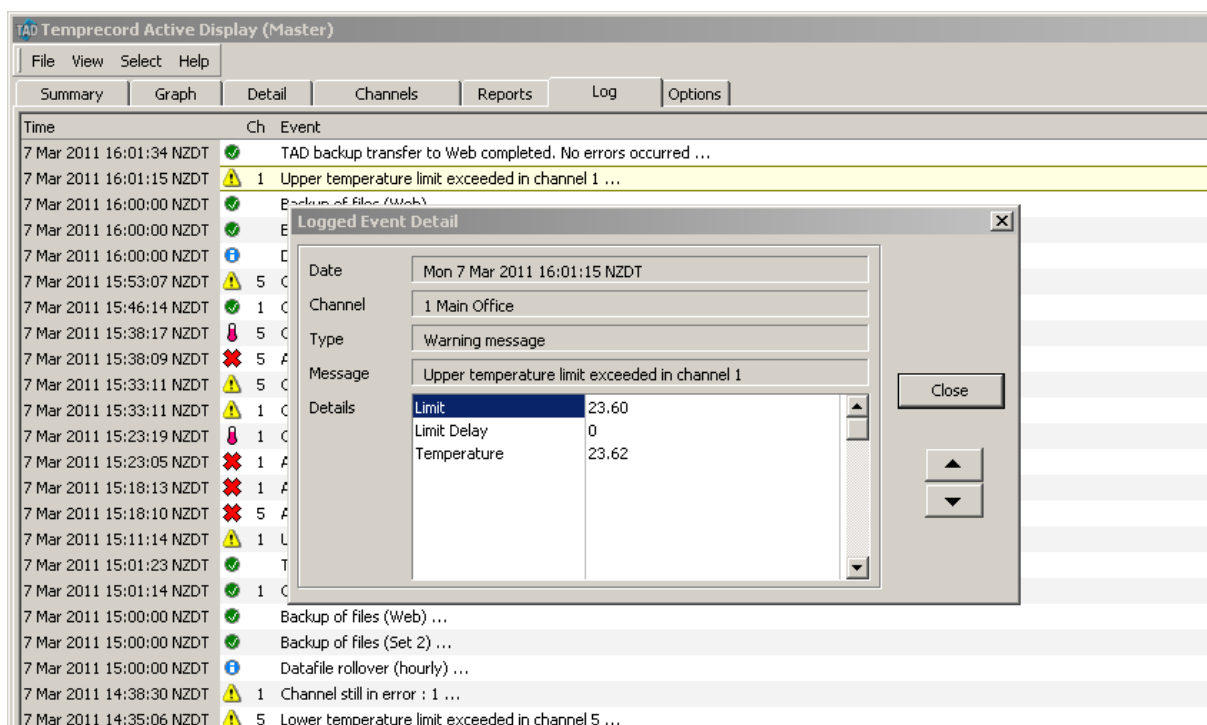 TAD Temprecord Active Display (Master)
File View Select Help
Summary Graph Detail Channels Reports Log Options
Time Ch Event
7 Mar 2011 16:01:34 NZDT TAD backup transfer to Web completed. No errors occurred ...
7 Mar 2011 16:01:15 NZDT 1 Upper temperature limit exceeded in channel 1 ...
7 Mar 2011 16:00:00 NZDT Backup of files (Web)
7 Mar 2011 16:00:00 NZDT
7 Mar 2011 16:00:00 NZDT
7 Mar 2011 15:53:07 NZDT 5
7 Mar 2011 15:46:14 NZDT 1
7 Mar 2011 15:38:17 NZDT 5
7 Mar 2011 15:38:09 NZDT 5
7 Mar 2011 15:33:11 NZDT 5
7 Mar 2011 15:33:11 NZDT 1
7 Mar 2011 15:23:19 NZDT 1
7 Mar 2011 15:23:05 NZDT 1
7 Mar 2011 15:18:13 NZDT 1
7 Mar 2011 15:18:10 NZDT 5
7 Mar 2011 15:11:14 NZDT 1
7 Mar 2011 15:01:23 NZDT
7 Mar 2011 15:01:14 NZDT 1
7 Mar 2011 15:00:00 NZDT Backup of files (Web) ...
7 Mar 2011 15:00:00 NZDT Backup of files (Set 2) ...
7 Mar 2011 15:00:00 NZDT Datafile rollover (hourly) ...
7 Mar 2011 14:38:30 NZDT 1 Channel still in error : 1 ...
7 Mar 2011 14:35:06 NZDT 5 Lower temperature limit exceeded in channel 5 ...
Logged Event Detail
Date Mon 7 Mar 2011 16:01:15 NZDT
Channel 1 Main Office
Type Warning message
Message Upper temperature limit exceeded in channel 1
Details Limit 23.60
Limit Delay 0
Temperature 23.62
Close